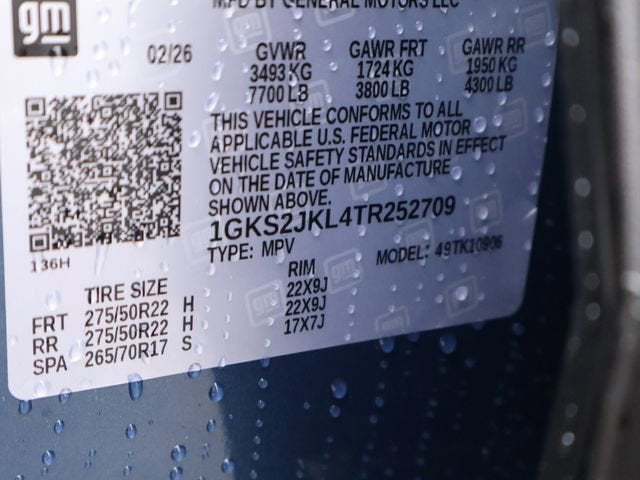 gm
MFD BY GENERAL MOTORS LLC
02/26 GVWR GAWR FRT GAWR RR
3493 KG 1724 KG 1950 KG
7700 LB 3800 LB 4300 LB
THIS VEHICLE CONFORMS TO ALL
APPLICABLE U.S. FEDERAL MOTOR
VEHICLE SAFETY STANDARDS IN EFFECT
ON THE DATE OF MANUFACTURE
SHOWN ABOVE.
1GKS2JKL4TR252709
TYPE: MPV MODEL: 49TK10906
136H
TIRE SIZE RIM
FRT 275/50R22 H 22X9J
RR 275/50R22 H 22X9J
SPA 265/70R17 S 17X7J